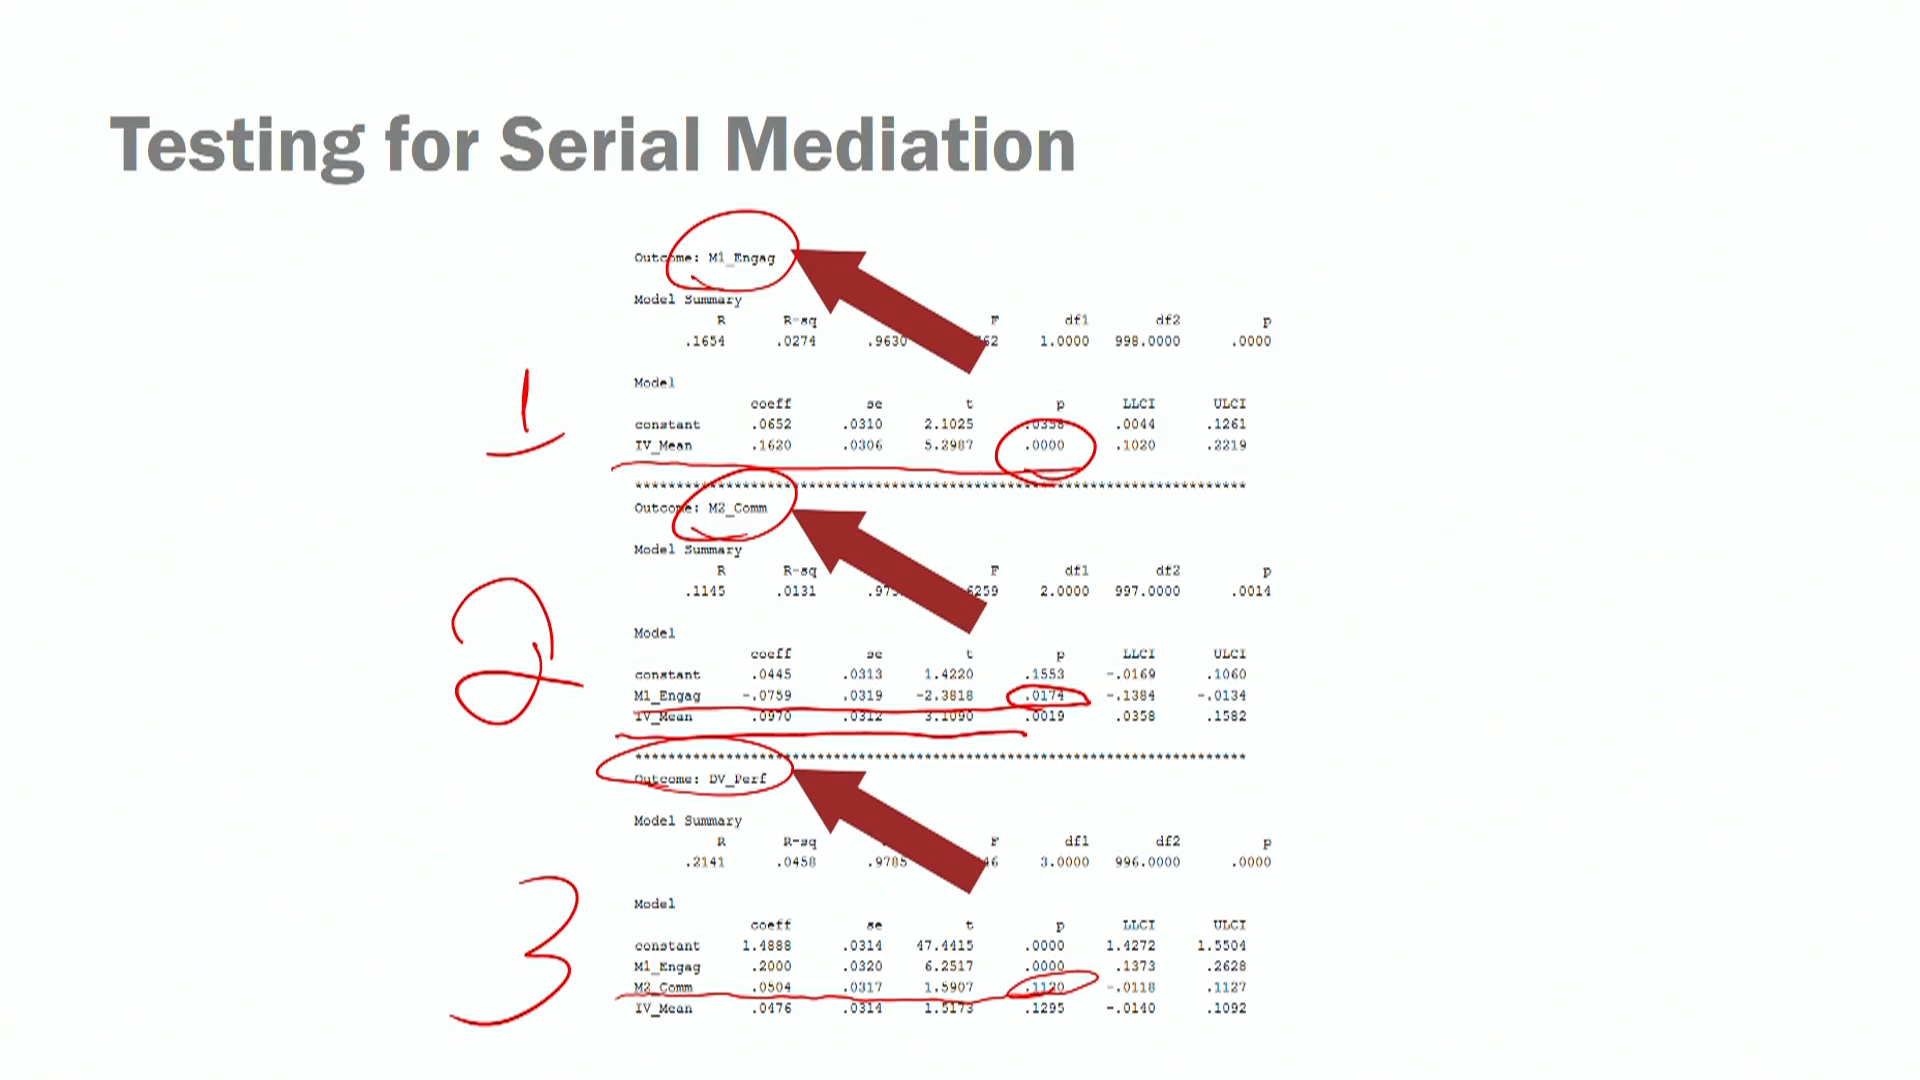 Testing for Serial Mediation
Outcome: M1_Engag
Model Summary
R R-sq F df1 df2 p
.1654 .0274 .9630 62 1.0000 998.0000 .0000
1
Model
coeff se t p LLCI ULCI
constant .0652 .0310 2.1025 .0358 .0044 .1261
IV_Mean .1620 .0306 5.2987 .0000 .1020 .2219
**************************************************************************
Outcome: M2_Comm
Model Summary
R R-sq F df1 df2 p
.1145 .0131 .97 6259 2.0000 997.0000 .0014
2
Model
coeff se t p LLCI ULCI
constant .0445 .0313 1.4220 .1553 -.0169 .1060
M1_Engag -.0759 .0319 -2.3818 .0174 -.1384 -.0134
IV_Mean .0970 .0312 3.1090 .0019 .0358 .1582
**************************************************************************
Outcome: DV_Perf
Model Summary
R R-sq F df1 df2 p
.2141 .0458 .9785 46 3.0000 996.0000 .0000
3
Model
coeff se t p LLCI ULCI
constant 1.4888 .0314 47.4415 .0000 1.4272 1.5504
M1_Engag .2000 .0320 6.2517 .0000 .1373 .2628
M2_Comm .0504 .0317 1.5907 .1120 -.0118 .1127
IV_Mean .0476 .0314 1.5173 .1295 -.0140 .1092